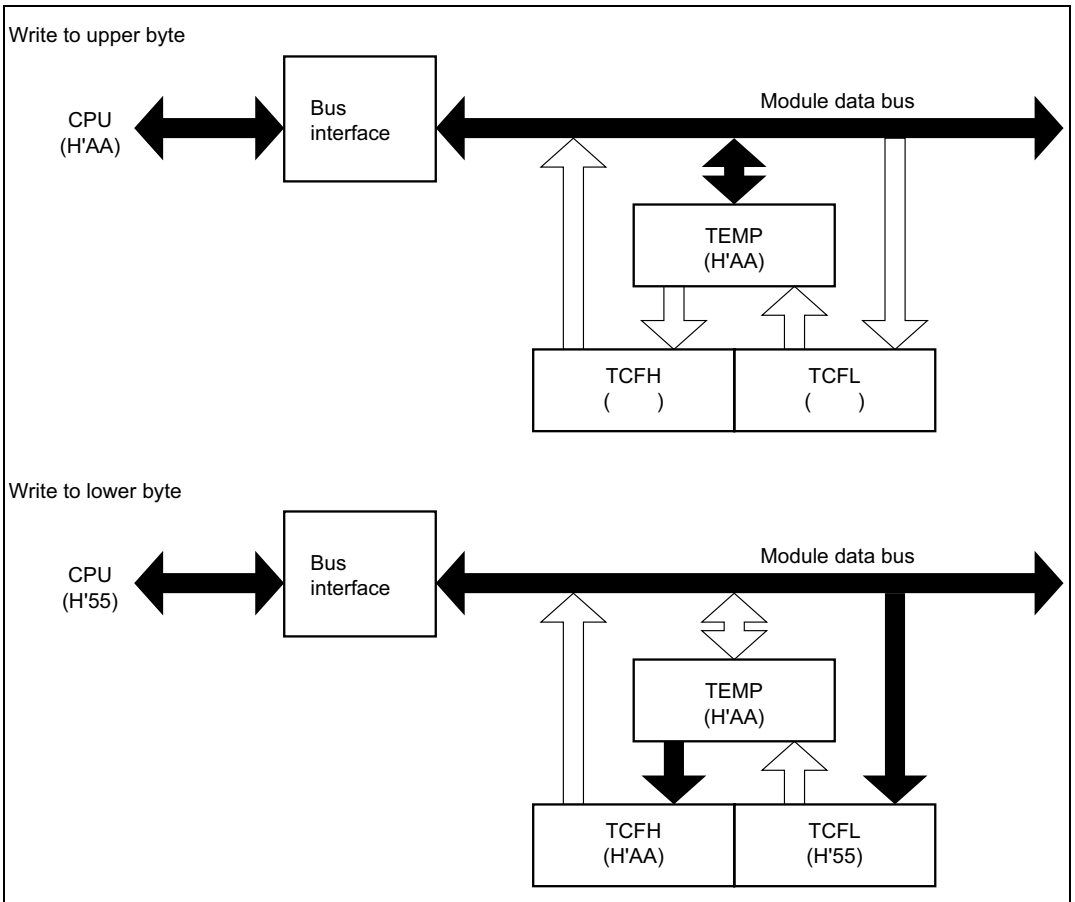 Write to upper byte
CPU
(H'AA)
Bus
interface
Module data bus
TEMP
(H'AA)
TCFH
(      )
TCFL
(      )
Write to lower byte
CPU
(H'55)
Bus
interface
Module data bus
TEMP
(H'AA)
TCFH
(H'AA)
TCFL
(H'55)